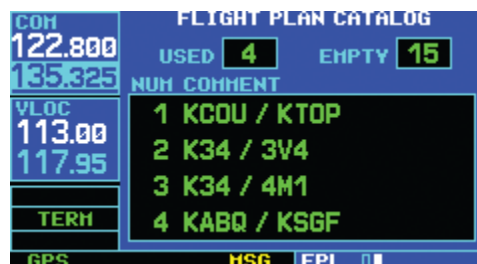 COM
122.800
135.325
VLOC
113.00
117.95
TERM
FLIGHT PLAN CATALOG
USED 4 EMPTY 15
NUM COMMENT
1 KCOU / KTOP
2 K34 / 3V4
3 K34 / 4M1
4 KABQ / KSGF
GPS MSG FPL